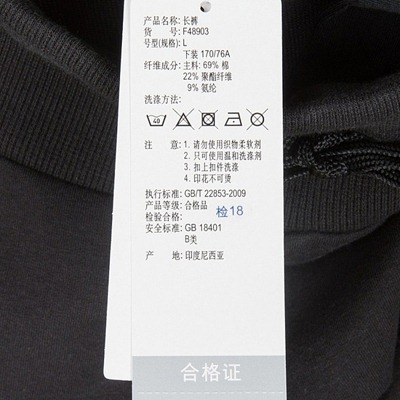 产品名称: 长裤
货 号: F48903
号型(规格): L
下装 170/76A
纤维成分: 主料: 69% 棉
22% 聚酯纤维
9% 氨纶
洗涤方法:
40
注 意: 1. 请勿使用织物柔软剂
2. 只可使用温和洗涤剂
3. 扣上扣件洗涤
4. 印花不可烫
执行标准: GB/T 22853-2009
产品等级: 合格品
检验合格: 检18
安全标准: GB 18401
B类
产 地: 印度尼西亚
合格证